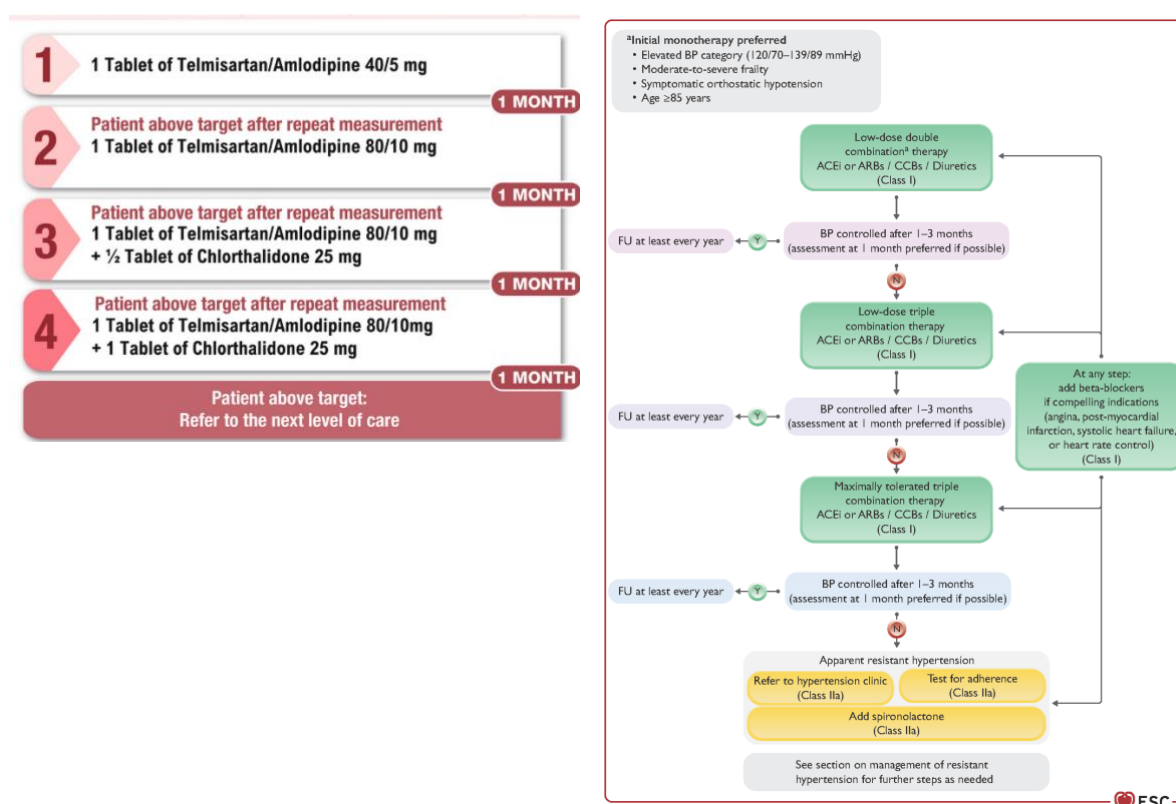 1
1 Tablet of Telmisartan/Amlodipine 40/5 mg
1 MONTH
2
Patient above target after repeat measurement
1 Tablet of Telmisartan/Amlodipine 80/10 mg
1 MONTH
3
Patient above target after repeat measurement
1 Tablet of Telmisartan/Amlodipine 80/10 mg
+ ½ Tablet of Chlorthalidone 25 mg
1 MONTH
4
Patient above target after repeat measurement
1 Tablet of Telmisartan/Amlodipine 80/10mg
+ 1 Tablet of Chlorthalidone 25 mg
1 MONTH
Patient above target:
Refer to the next level of care
ᵃInitial monotherapy preferred
• Elevated BP category (120/70–139/89 mmHg)
• Moderate-to-severe frailty
• Symptomatic orthostatic hypotension
• Age ≥85 years
Low-dose double
combinationᵃ therapy
ACEi or ARBs / CCBs / Diuretics
(Class I)
FU at least every year
Y
BP controlled after 1–3 months
(assessment at 1 month preferred if possible)
N
Low-dose triple
combination therapy
ACEi or ARBs / CCBs / Diuretics
(Class I)
At any step:
add beta-blockers
if compelling indications
(angina, post-myocardial
infarction, systolic heart failure,
or heart rate control)
(Class I)
FU at least every year
Y
BP controlled after 1–3 months
(assessment at 1 month preferred if possible)
N
Maximally tolerated triple
combination therapy
ACEi or ARBs / CCBs / Diuretics
(Class I)
FU at least every year
Y
BP controlled after 1–3 months
(assessment at 1 month preferred if possible)
N
Apparent resistant hypertension
Refer to hypertension clinic
(Class IIa)
Test for adherence
(Class IIa)
Add spironolactone
(Class IIa)
See section on management of resistant
hypertension for further steps as needed
ESC